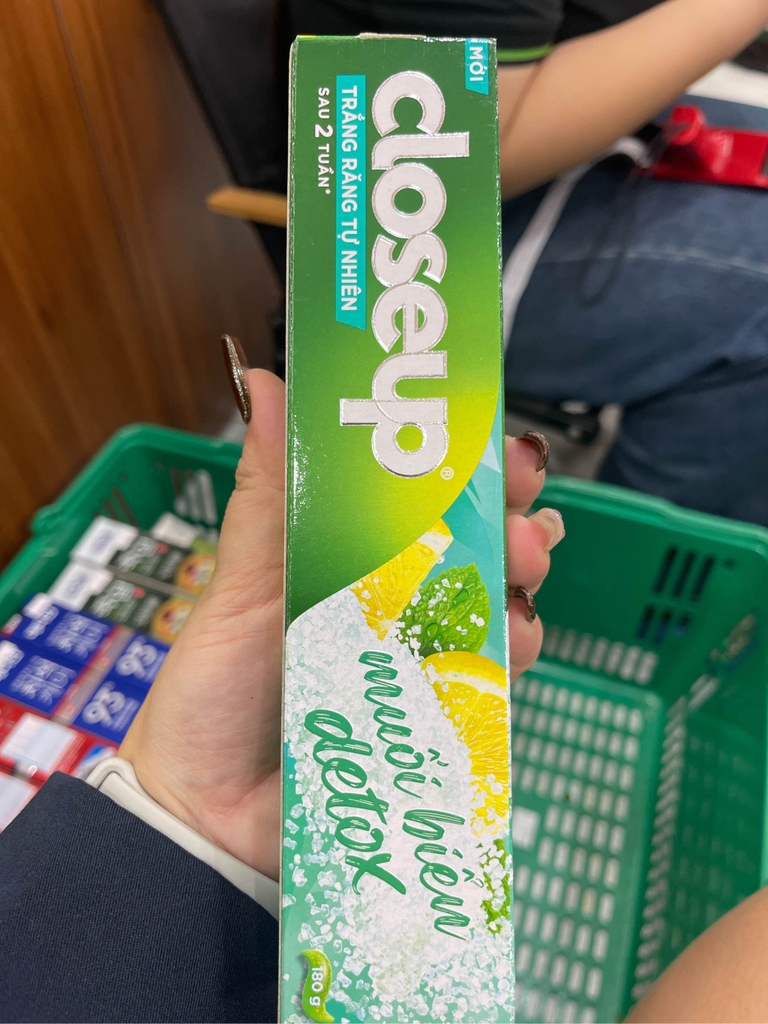 MỚI
closeup®
TRẮNG RĂNG TỰ NHIÊN
SAU 2 TUẦN*
muối biển
detox
180 g